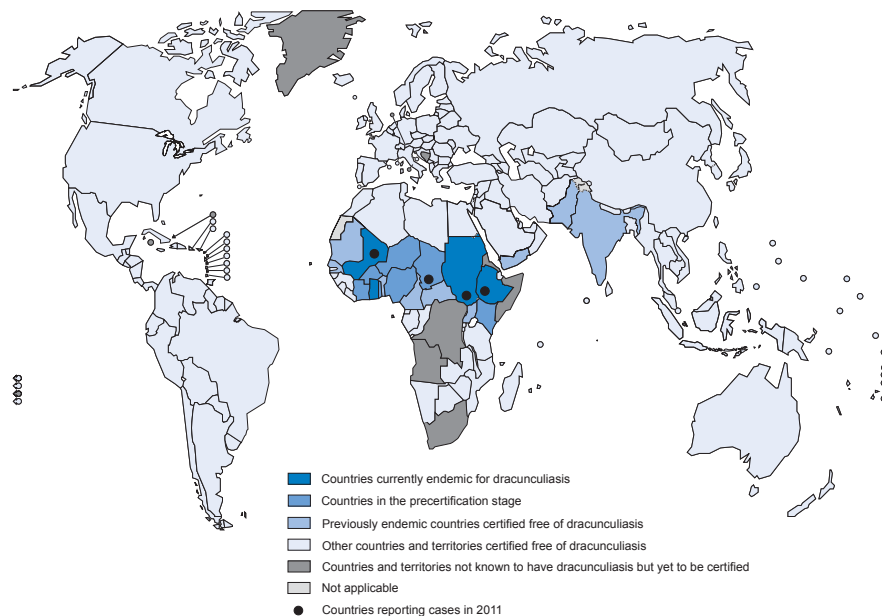 Countries currently endemic for dracunculiasis
Countries in the precertification stage
Previously endemic countries certified free of dracunculiasis
Other countries and territories certified free of dracunculiasis
Countries and territories not known to have dracunculiasis but yet to be certified
Not applicable
Countries reporting cases in 2011